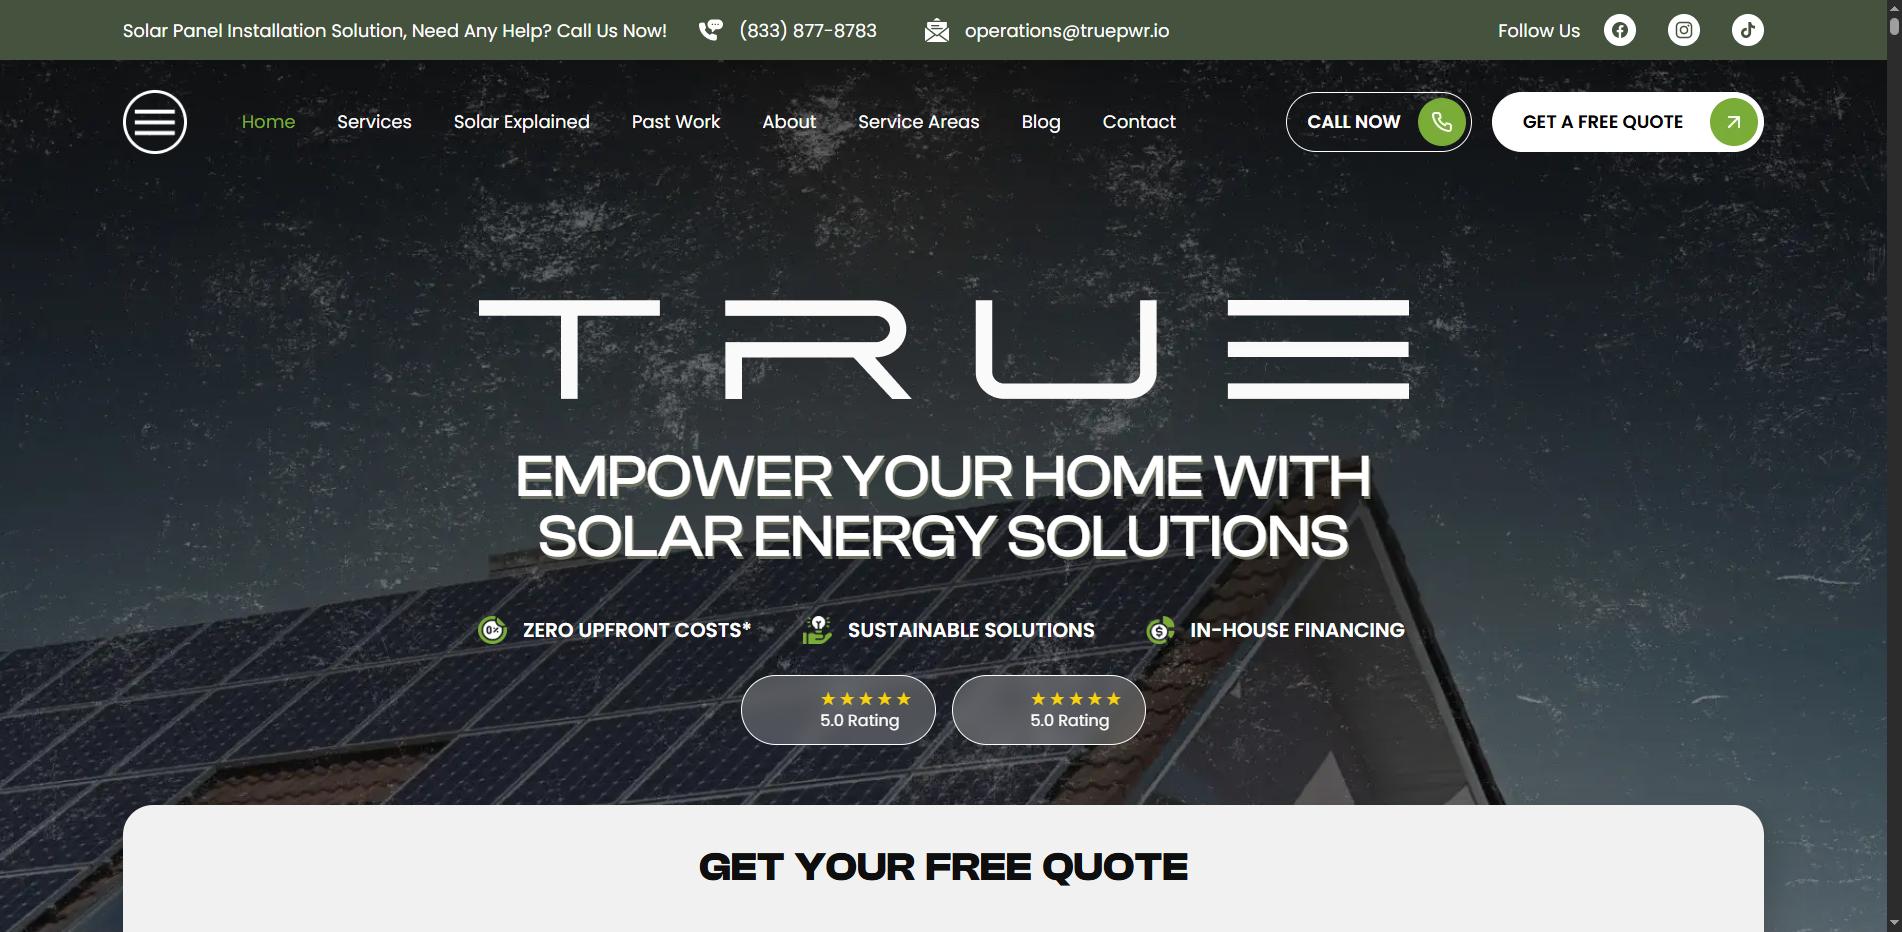 Solar Panel Installation Solution, Need Any Help? Call Us Now! (833) 877-8783 operations@truepwr.io Follow Us
Home Services Solar Explained Past Work About Service Areas Blog Contact CALL NOW GET A FREE QUOTE
TRUE
EMPOWER YOUR HOME WITH
SOLAR ENERGY SOLUTIONS
0% ZERO UPFRONT COSTS* SUSTAINABLE SOLUTIONS $ IN-HOUSE FINANCING
★★★★★ ★★★★★
5.0 Rating 5.0 Rating
GET YOUR FREE QUOTE